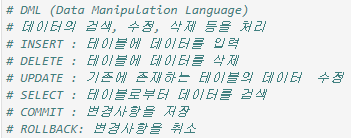 # DML (Data Manipulation Language)
# 데이터의 검색, 수정, 삭제 등을 처리
# INSERT : 테이블에 데이터를 입력
# DELETE : 테이블에 데이터를 삭제
# UPDATE : 기존에 존재하는 테이블의 데이터  수정
# SELECT : 테이블로부터 데이터를 검색
# COMMIT : 변경사항을 저장
# ROLLBACK: 변경사항을 취소